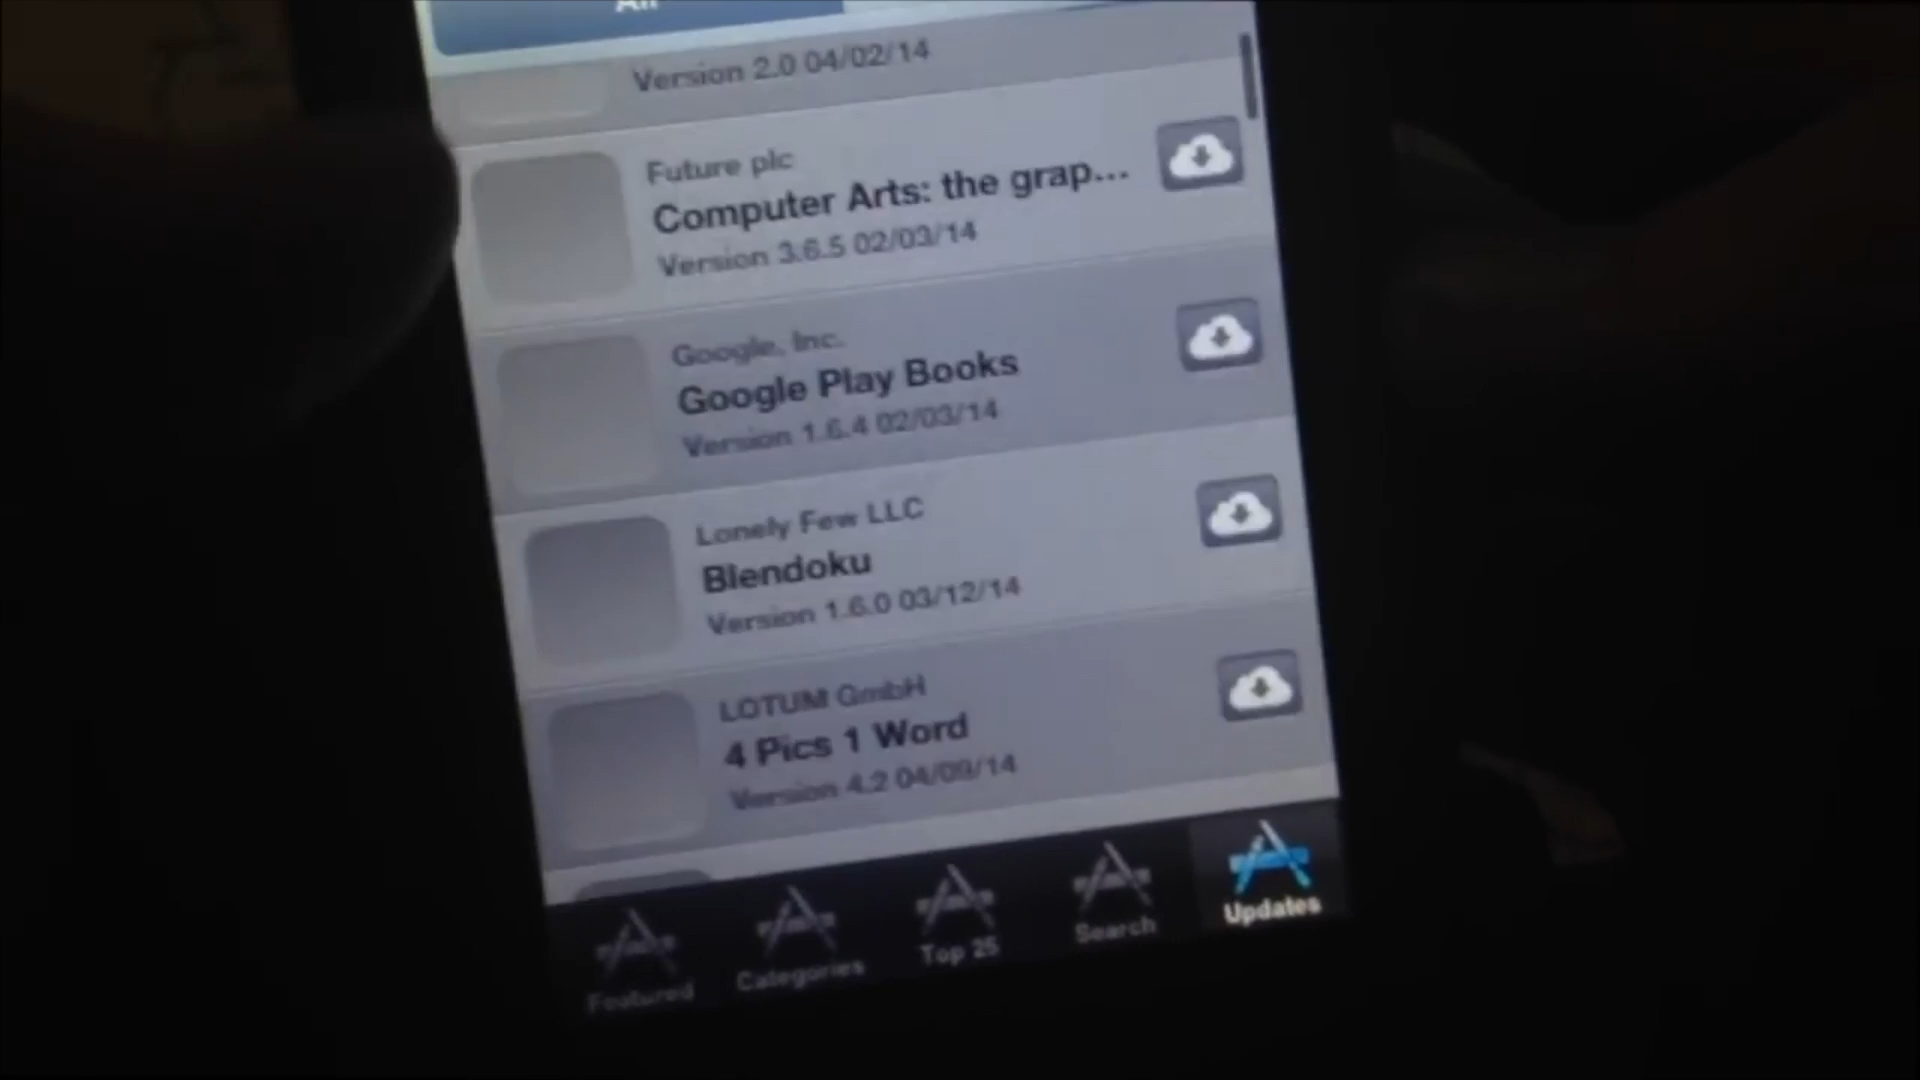 All
Version 2.0 04/02/14
Future plc
Computer Arts: the grap...
Version 3.6.5 02/03/14
Google, Inc.
Google Play Books
Version 1.6.4 02/03/14
Lonely Few LLC
Blendoku
Version 1.6.0 03/12/14
LOTUM GmbH
4 Pics 1 Word
Version 4.2 04/09/14
Featured
Categories
Top 25
Search
Updates